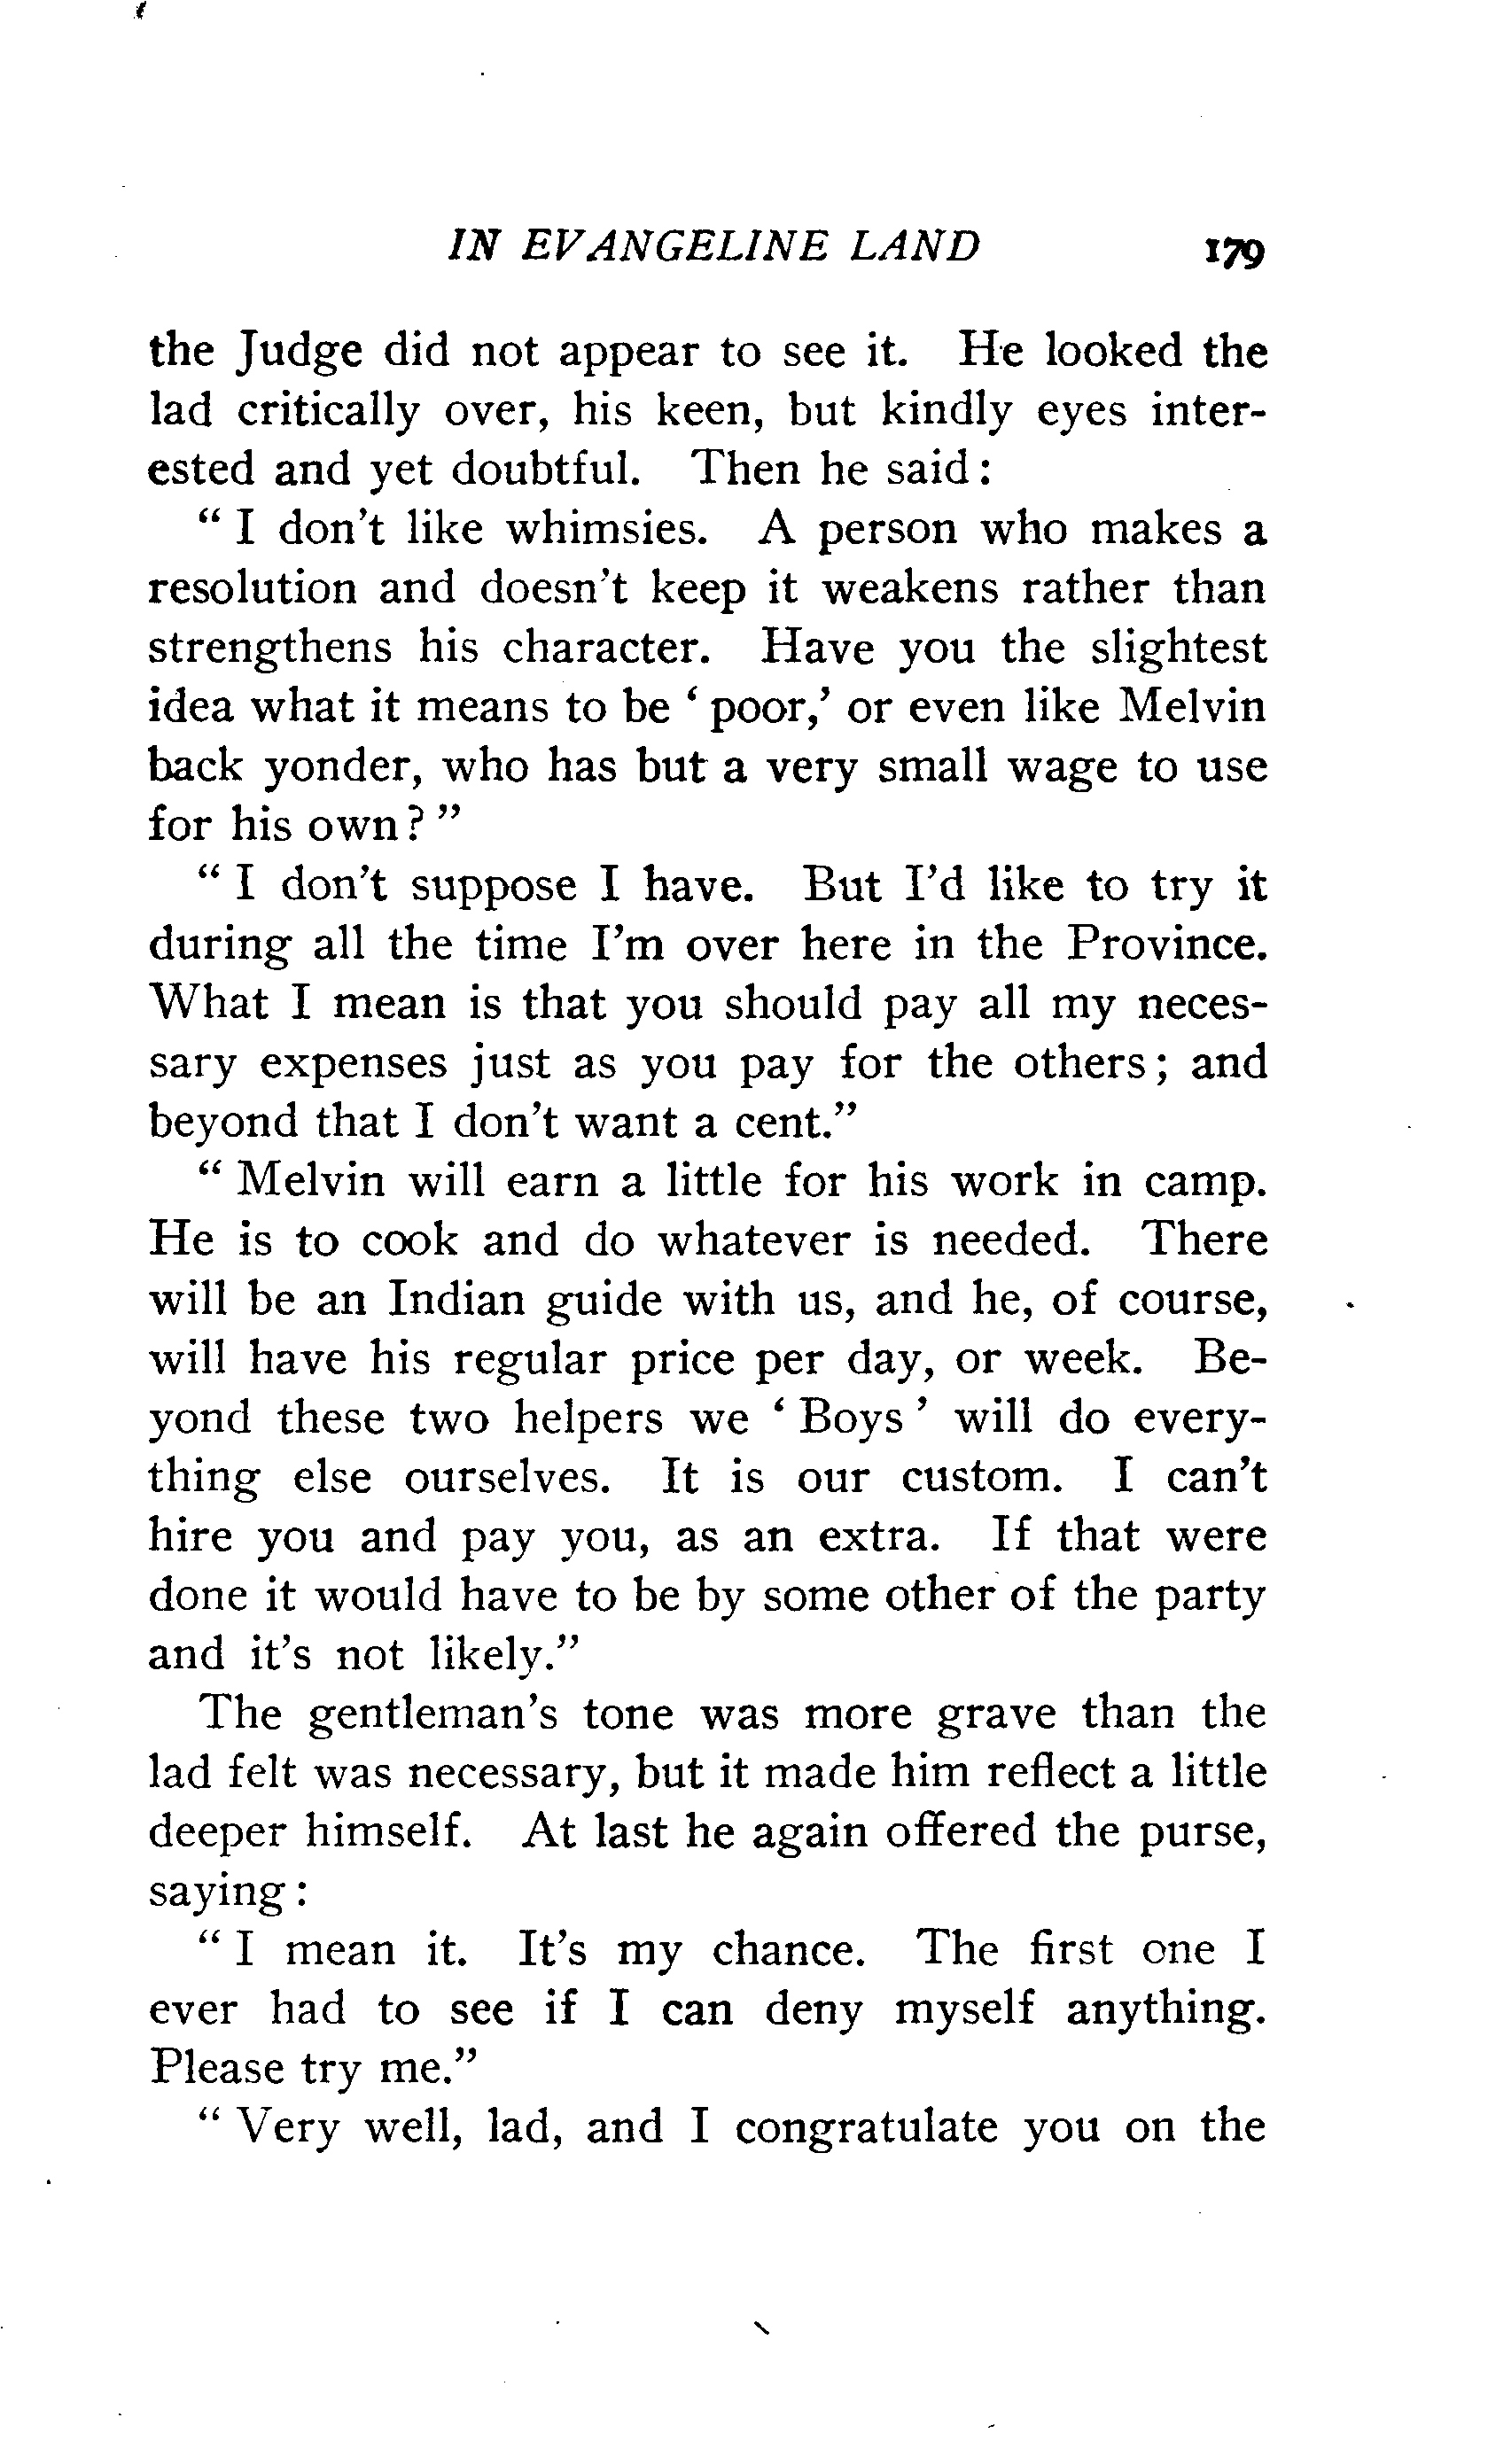 IN EVANGELINE LAND 179
the Judge did not appear to see it. He looked the
lad critically over, his keen, but kindly eyes inter-
ested and yet doubtful. Then he said:
" I don't like whimsies. A person who makes a
resolution and doesn't keep it weakens rather than
strengthens his character. Have you the slightest
idea what it means to be ' poor,' or even like Melvin
back yonder, who has but a very small wage to use
for his own? "
" I don't suppose I have. But I'd like to try it
during all the time I'm over here in the Province.
What I mean is that you should pay all my neces-
sary expenses just as you pay for the others; and
beyond that I don't want a cent."
" Melvin will earn a little for his work in camp.
He is to cook and do whatever is needed. There
will be an Indian guide with us, and he, of course,
will have his regular price per day, or week. Be-
yond these two helpers we ' Boys ' will do every-
thing else ourselves. It is our custom. I can't
hire you and pay you, as an extra. If that were
done it would have to be by some other of the party
and it's not likely."
The gentleman's tone was more grave than the
lad felt was necessary, but it made him reflect a little
deeper himself. At last he again offered the purse,
saying:
" I mean it. It's my chance. The first one I
ever had to see if I can deny myself anything.
Please try me."
" Very well, lad, and I congratulate you on the